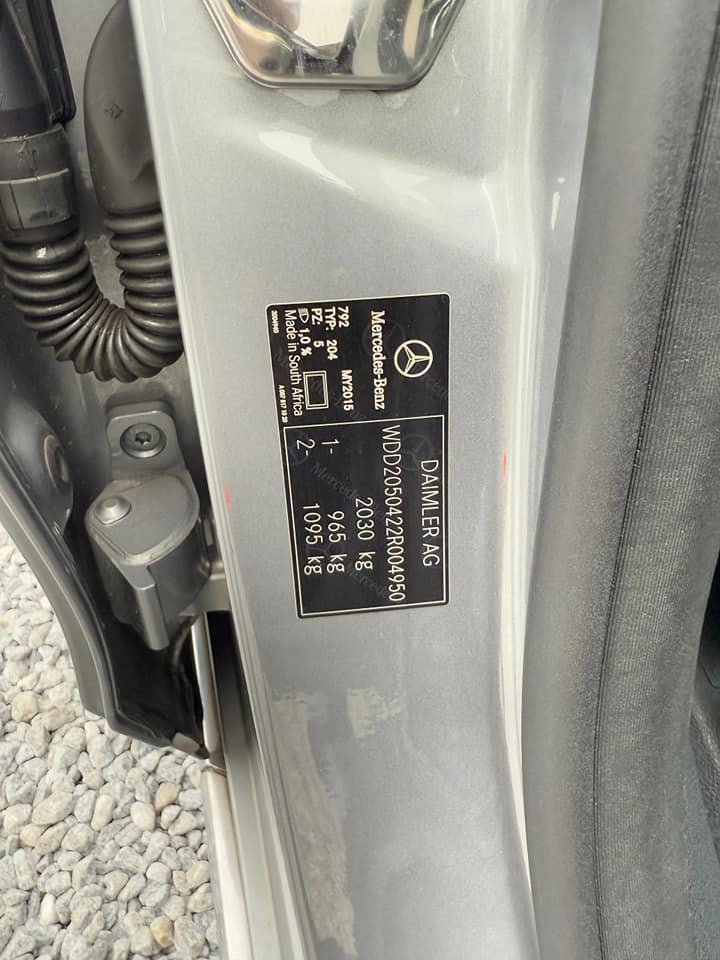 Mercedes-Benz
792 MY2015
TYP: 204
PZ: 5
1,0 %
Made in South Africa
DAIMLER AG
WDD2050422R004950
2030 kg
1- 965 kg
2- 1095 kg